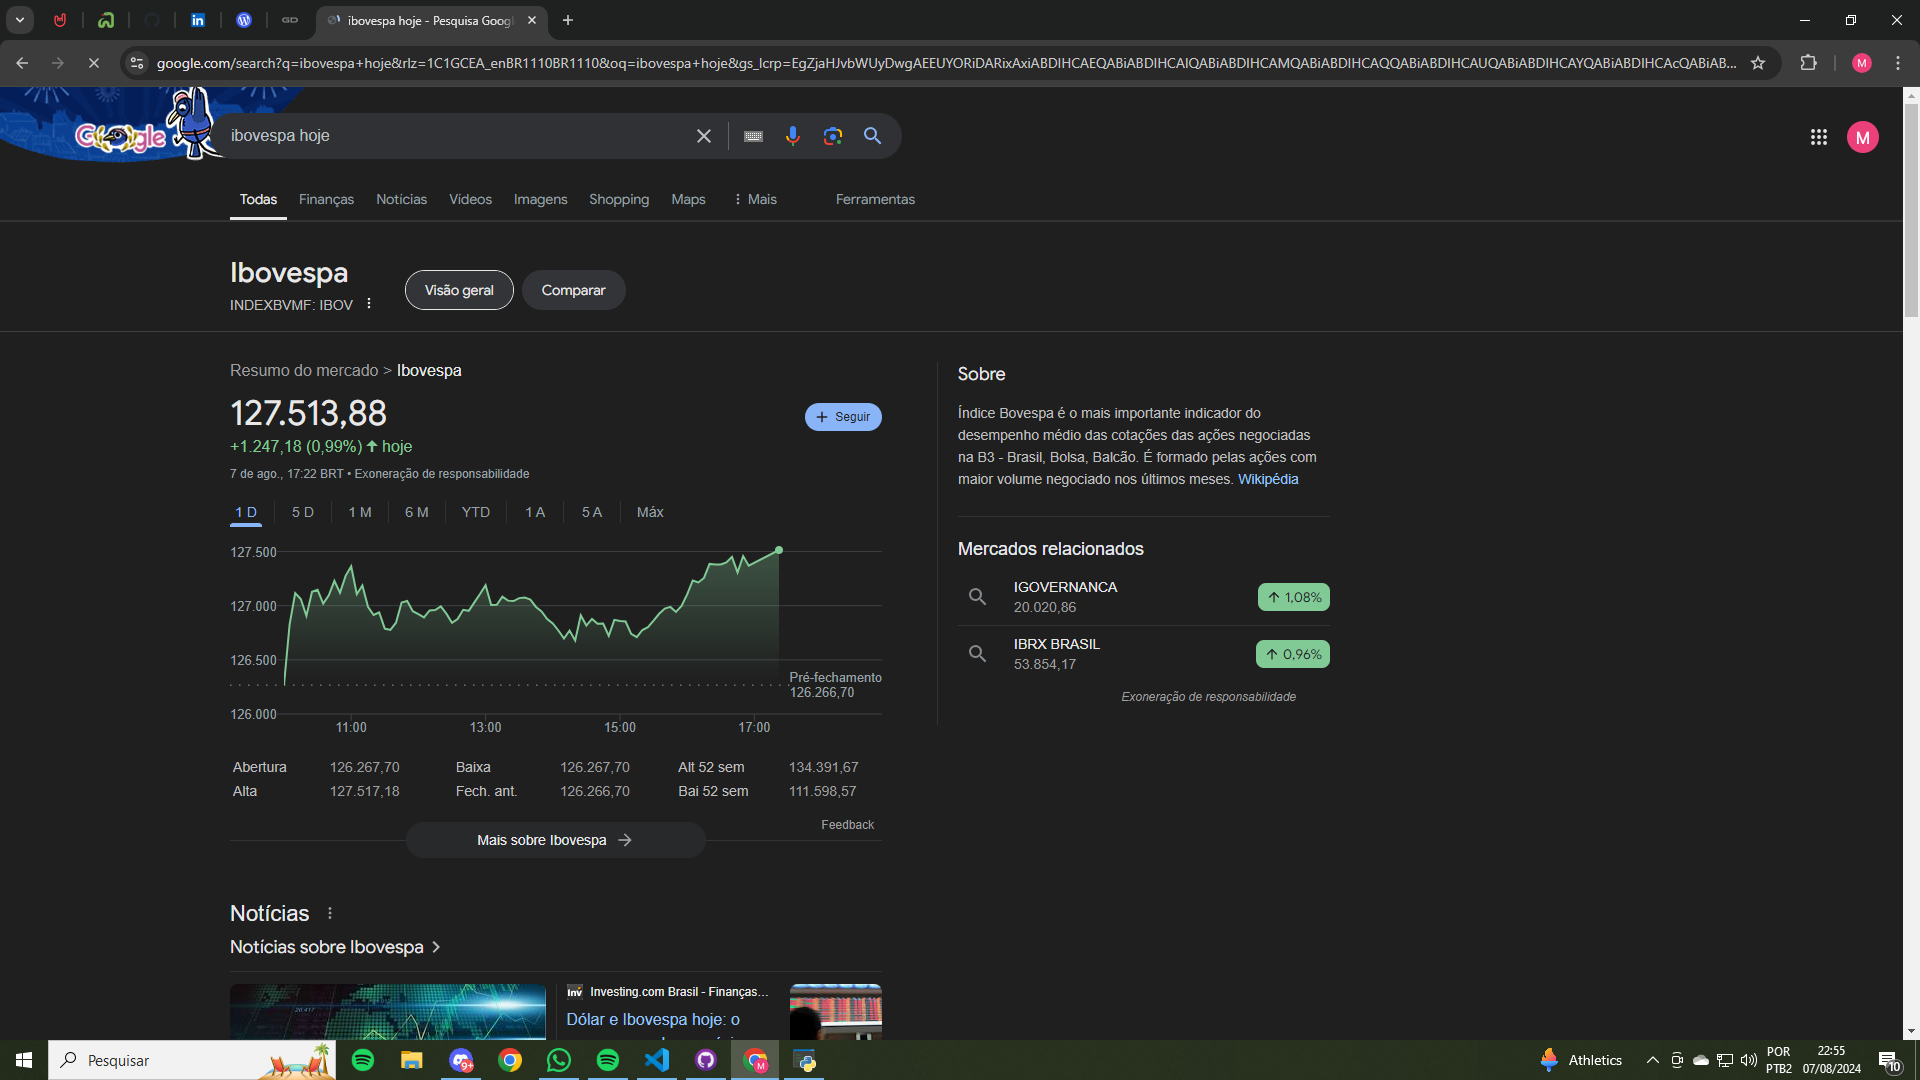 ibovespa hoje - Pesquisa Goog
google.com/search?q=ibovespa+hoje&rlz=1C1GCEA_enBR1110BR1110&oq=ibovespa+hoje&gs_lcrp=EgZjaHJvbWUyDwgAEEUYORiDARixAxiABDIHCAEQABiABDIHCAIQABiABDIHCAMQABiABDIHCAQQABiABDIHCAUQABiABDIHCAYQABiABDIHCAcQABiAB...
M
Google
ibovespa hoje
M
Todas Finanças Notícias Vídeos Imagens Shopping Maps Mais Ferramentas
Ibovespa
INDEXBVMF: IBOV
Visão geral
Comparar
Resumo do mercado > Ibovespa
127.513,88
+1.247,18 (0,99%) hoje
7 de ago., 17:22 BRT • Exoneração de responsabilidade
+ Seguir
1 D 5 D 1 M 6 M YTD 1 A 5 A Máx
127.500
127.000
126.500
126.000
Pré-fechamento
126.266,70
11:00 13:00 15:00 17:00
Abertura 126.267,70 Baixa 126.267,70 Alt 52 sem 134.391,67
Alta 127.517,18 Fech. ant. 126.266,70 Bai 52 sem 111.598,57
Feedback
Mais sobre Ibovespa
Sobre
Índice Bovespa é o mais importante indicador do
desempenho médio das cotações das ações negociadas
na B3 - Brasil, Bolsa, Balcão. É formado pelas ações com
maior volume negociado nos últimos meses. Wikipédia
Mercados relacionados
IGOVERNANCA
20.020,86
1,08%
IBRX BRASIL
53.854,17
0,96%
Exoneração de responsabilidade
Notícias
Notícias sobre Ibovespa
Inv Investing.com Brasil - Finanças...
Dólar e Ibovespa hoje: o
Pesquisar
9+
M
Athletics
POR
PTB2
22:55
07/08/2024
10